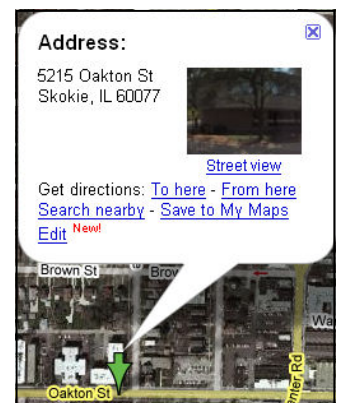 Address:
5215 Oakton St
Skokie, IL 60077
Street view
Get directions: To here - From here
Search nearby - Save to My Maps
Edit New!
Brown St
Oakton St